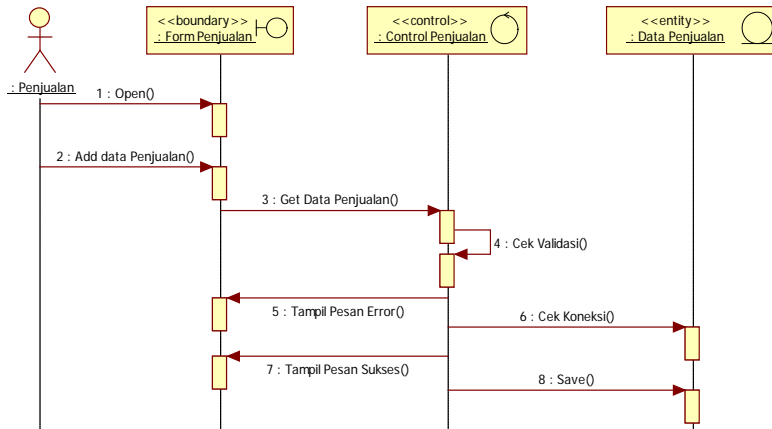 <<boundary>>
: Form Penjualan
<<control>>
: Control Penjualan
<<entity>>
: Data Penjualan
: Penjualan
1 : Open()
2 : Add data Penjualan()
3 : Get Data Penjualan()
4 : Cek Validasi()
5 : Tampil Pesan Error()
6 : Cek Koneksi()
7 : Tampil Pesan Sukses()
8 : Save()